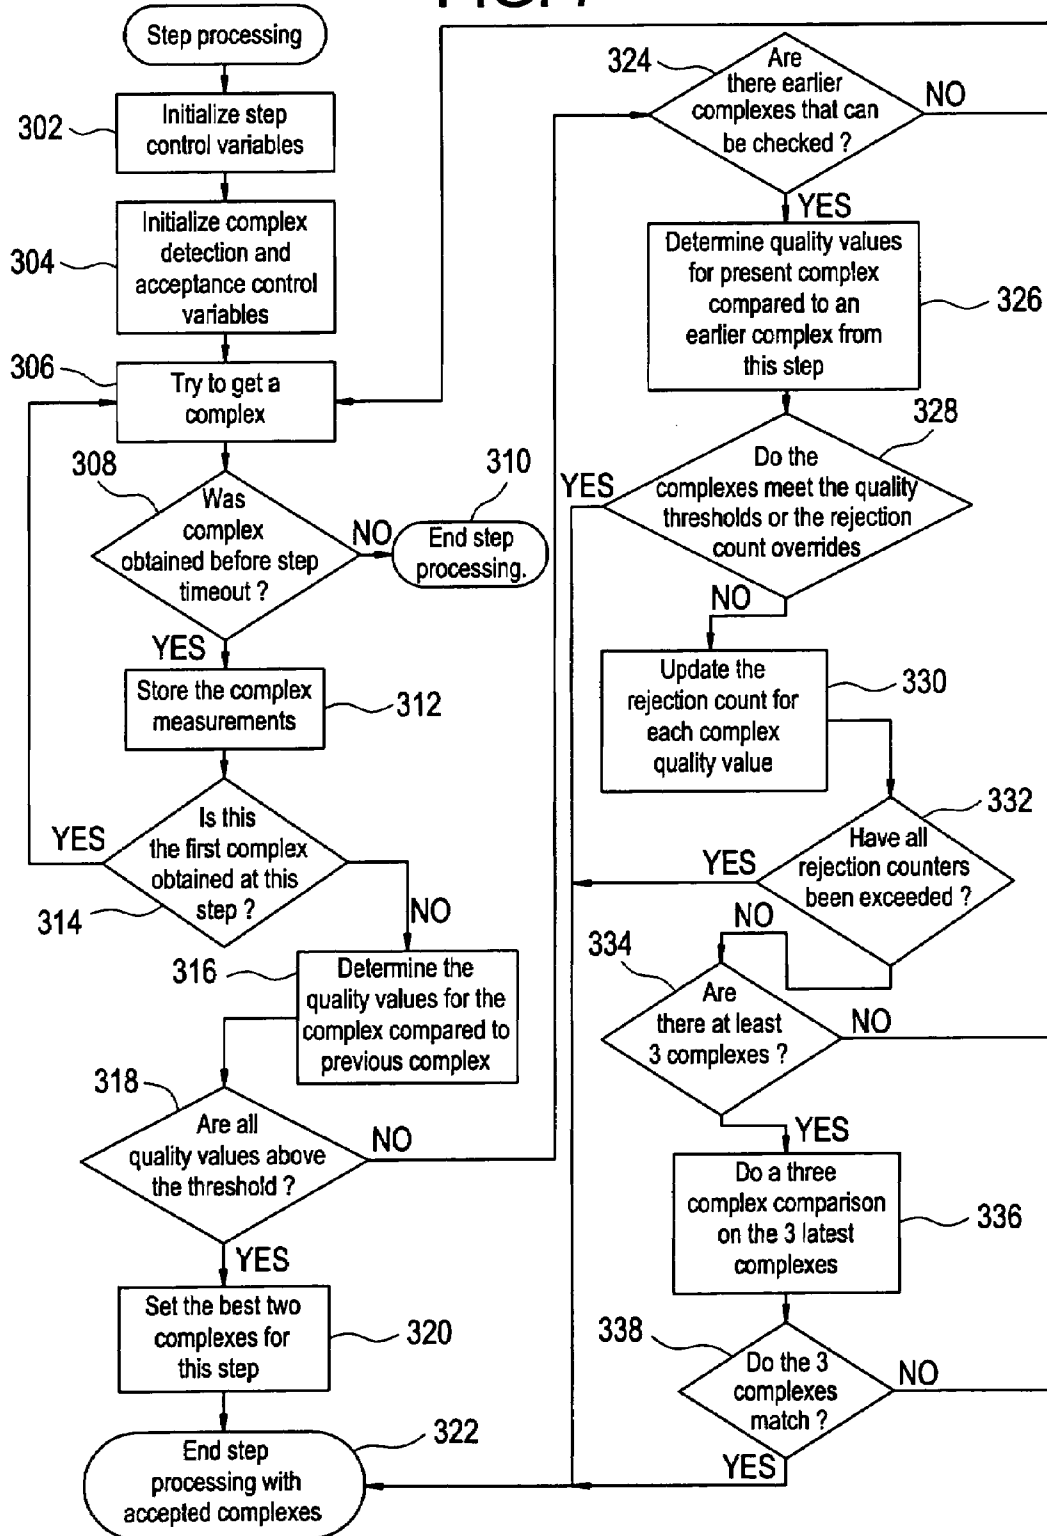 Step processing
302
Initialize step
control variables
304
Initialize complex
detection and
acceptance control
variables
306
Try to get a
complex
308
Was
complex
obtained before step
timeout ?
NO
310
End step
processing.
YES
Store the complex
measurements
312
Is this
the first complex
obtained at this
step ?
YES
314
NO
316
Determine the
quality values for the
complex compared to
previous complex
318
Are all
quality values above
the threshold ?
NO
YES
Set the best two
complexes for
this step
320
End step
processing with
accepted complexes
322
324
Are
there earlier
complexes that can
be checked ?
NO
YES
Determine quality values
for present complex
compared to an
earlier complex from
this step
326
328
Do the
complexes meet the quality
thresholds or the rejection
count overrides
YES
NO
Update the
rejection count for
each complex
quality value
330
332
Have all
rejection counters
been exceeded ?
YES
NO
334
Are
there at least
3 complexes ?
NO
YES
Do a three
complex comparison
on the 3 latest
complexes
336
338
Do the 3
complexes
match ?
NO
YES